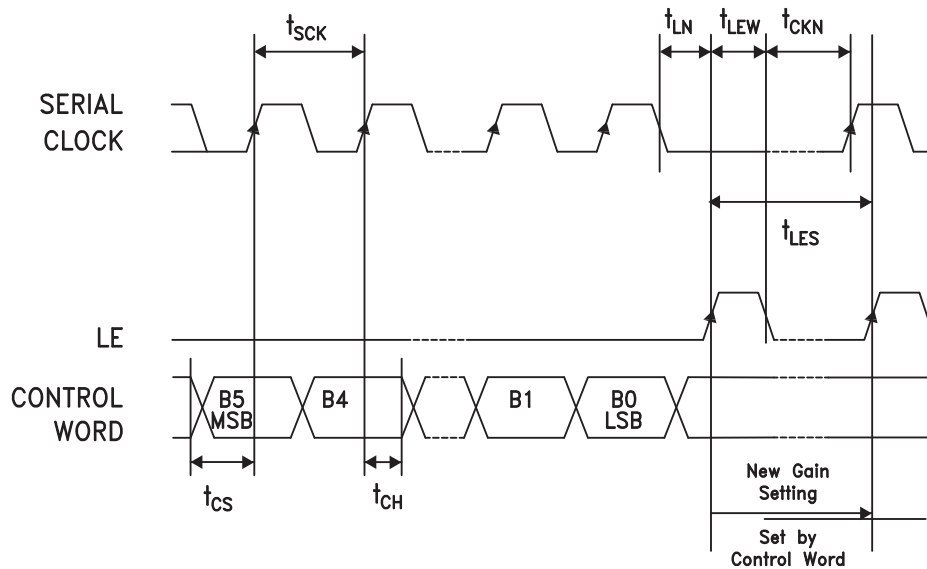 tSCK
tLN
tLEW
tCKN
SERIAL
CLOCK
tLES
LE
CONTROL
WORD
B5
MSB
B4
B1
B0
LSB
tCS
tCH
New Gain
Setting
Set by
Control Word